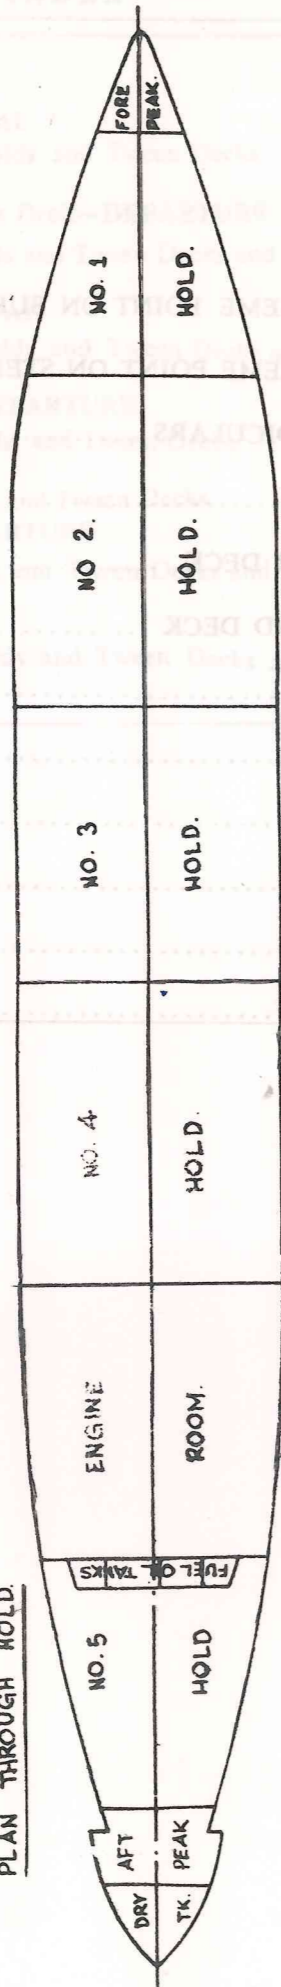 PLAN THROUGH HOLD.
DRY
TK.
AFT
PEAK
NO. 5
HOLD
FUEL OIL TANKS
ENGINE
ROOM.
NO. 4
HOLD.
NO. 3
HOLD.
NO 2.
HOLD.
NO. 1
HOLD.
FORE
PEAK.